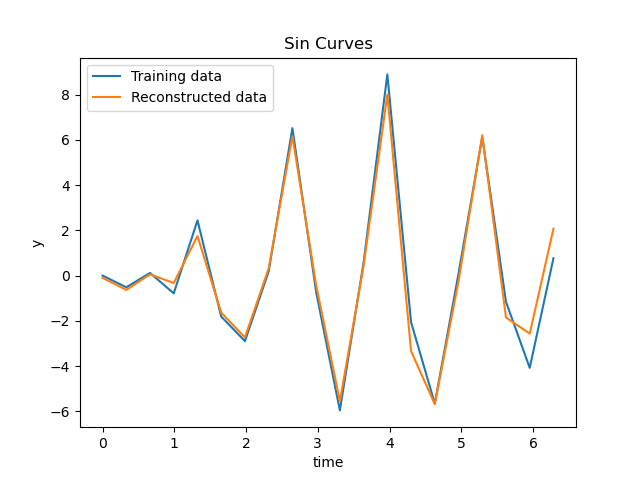 Sin Curves
Training data
Reconstructed data
8
6
4
2
0
−2
−4
−6
y
0 1 2 3 4 5 6
time